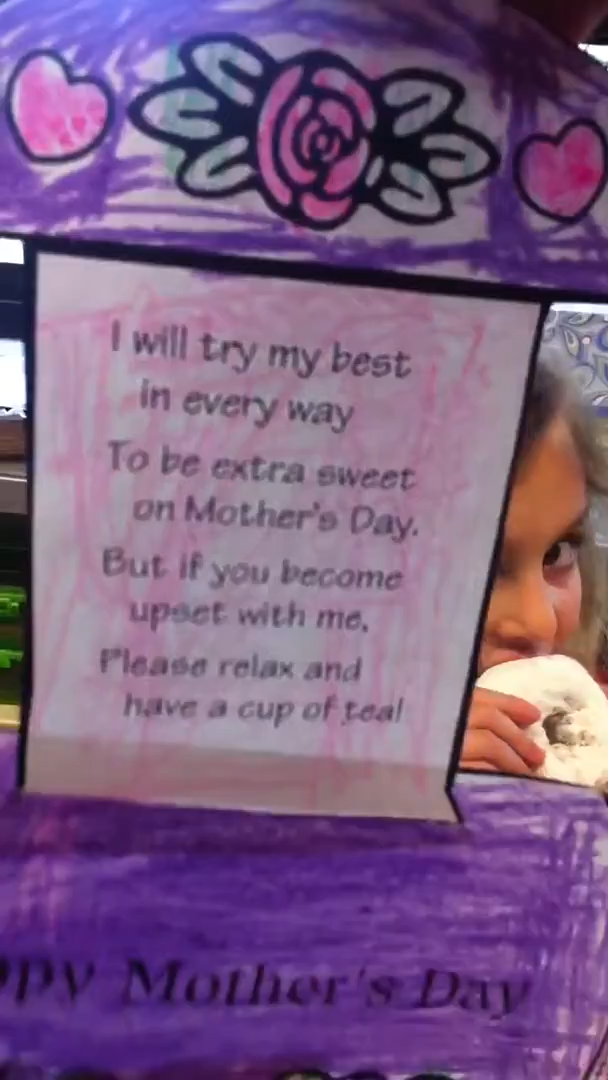 I will try my best
in every way
To be extra sweet
on Mother's Day.
But if you become
upset with me,
Please relax and
have a cup of tea!
ppy Mother's Day